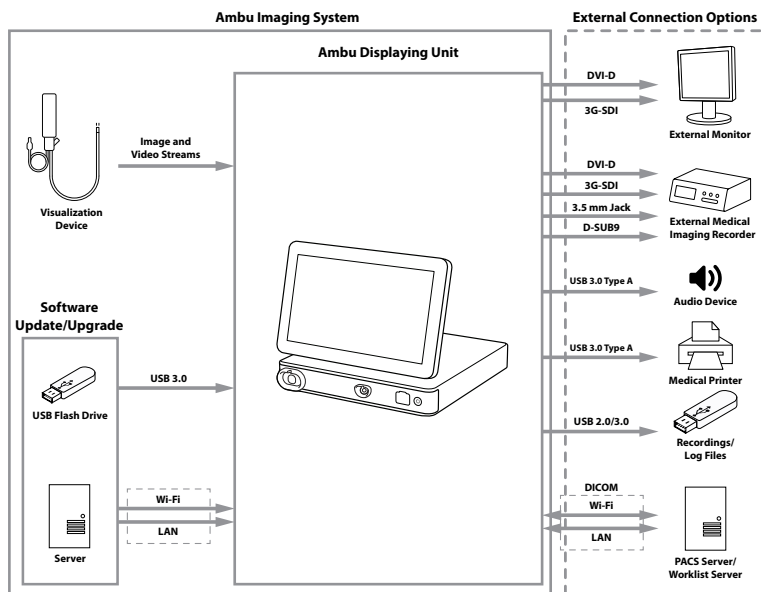 Ambu Imaging System
External Connection Options
Ambu Displaying Unit
Image and
Video Streams
Visualization
Device
Software
Update/Upgrade
USB Flash Drive
USB 3.0
Server
Wi-Fi
LAN
DVI-D
3G-SDI
External Monitor
DVI-D
3G-SDI
3.5 mm Jack
D-SUB9
External Medical
Imaging Recorder
USB 3.0 Type A
Audio Device
USB 3.0 Type A
Medical Printer
USB 2.0/3.0
Recordings/
Log Files
DICOM
Wi-Fi
LAN
PACS Server/
Worklist Server